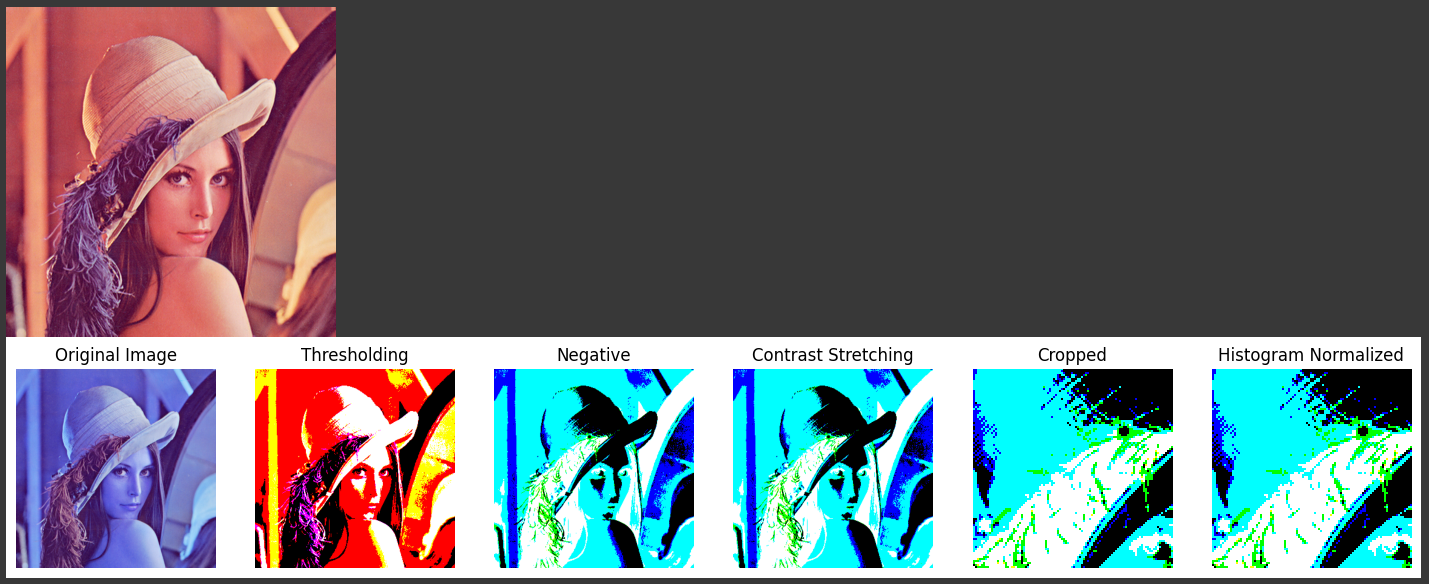 Original Image
Thresholding
Negative
Contrast Stretching
Cropped
Histogram Normalized